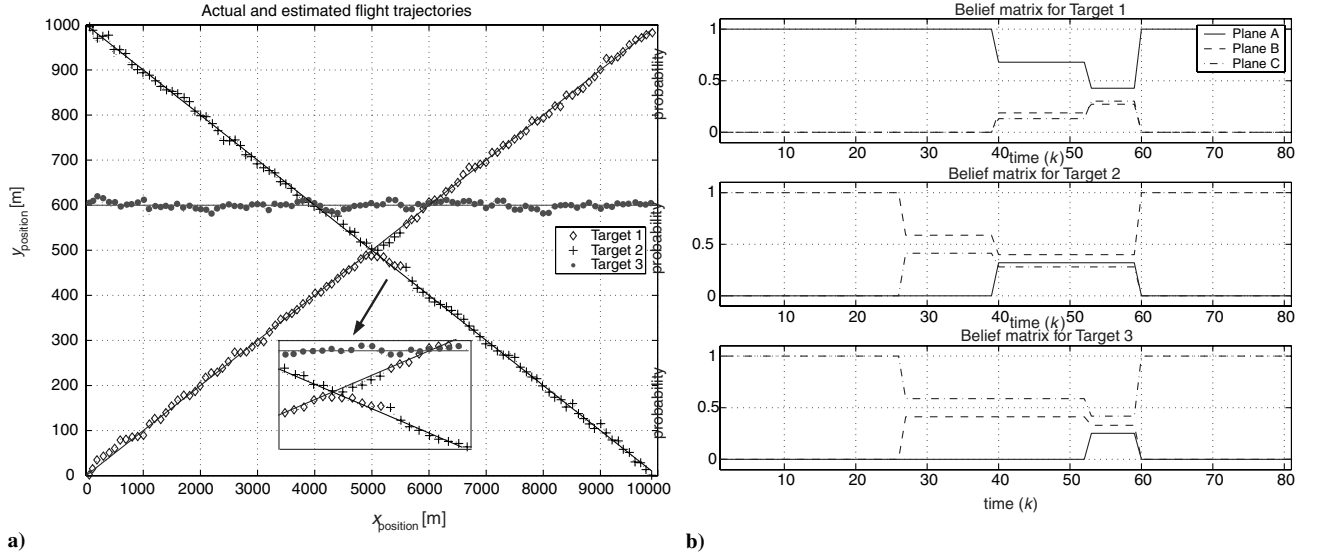 Actual and estimated flight trajectories
1000
900
800
700
600
500
400
300
200
100
0
y position [m]
Target 1
Target 2
Target 3
0 1000 2000 3000 4000 5000 6000 7000 8000 9000 10000
x position [m]
a)
Belief matrix for Target 1
probability
1
0.5
0
Plane A
Plane B
Plane C
10 20 30 40 50 60 70 80
time (k)
Belief matrix for Target 2
probability
1
0.5
0
10 20 30 40 50 60 70 80
time (k)
Belief matrix for Target 3
probability
1
0.5
0
10 20 30 40 50 60 70 80
time (k)
b)